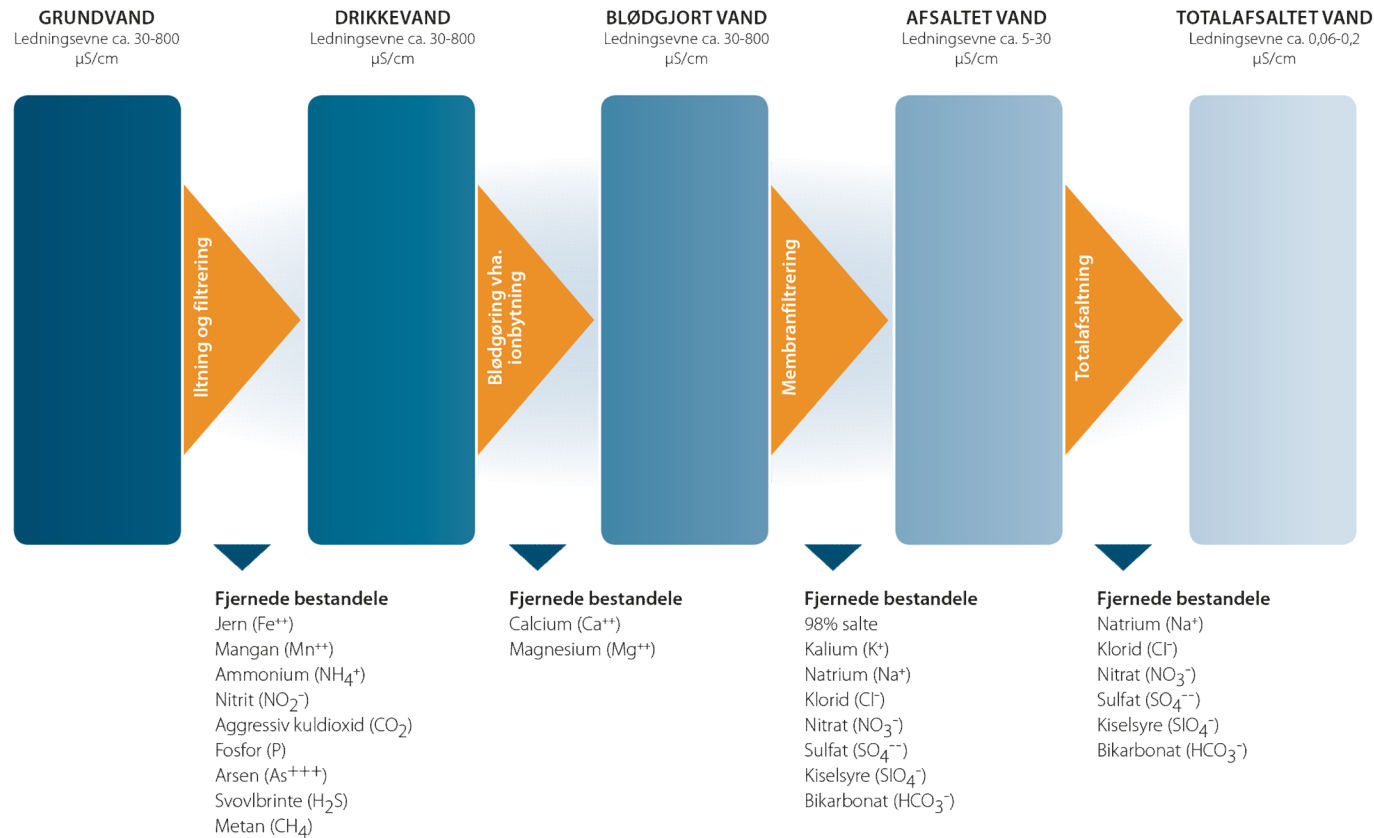 GRUNDVAND
Ledningsevne ca. 30-800
µS/cm
DRIKKEVAND
Ledningsevne ca. 30-800
µS/cm
BLØDGJORT VAND
Ledningsevne ca. 30-800
µS/cm
AFSALTET VAND
Ledningsevne ca. 5-30
µS/cm
TOTALAFSALTET VAND
Ledningsevne ca. 0,06-0,2
µS/cm
Iltning og filtrering
Blødgøring vha.
ionbytning
Membranfiltrering
Totalafsaltning
Fjernede bestandele
Jern (Fe⁺⁺)
Mangan (Mn⁺⁺)
Ammonium (NH₄⁺)
Nitrit (NO₂⁻)
Aggressiv kuldioxid (CO₂)
Fosfor (P)
Arsen (As⁺⁺⁺)
Svovlbrinte (H₂S)
Metan (CH₄)
Fjernede bestandele
Calcium (Ca⁺⁺)
Magnesium (Mg⁺⁺)
Fjernede bestandele
98% salte
Kalium (K⁺)
Natrium (Na⁺)
Klorid (Cl⁻)
Nitrat (NO₃⁻)
Sulfat (SO₄⁻⁻)
Kiselsyre (SIO₄⁻)
Bikarbonat (HCO₃⁻)
Fjernede bestandele
Natrium (Na⁺)
Klorid (Cl⁻)
Nitrat (NO₃⁻)
Sulfat (SO₄⁻⁻)
Kiselsyre (SIO₄⁻)
Bikarbonat (HCO₃⁻)